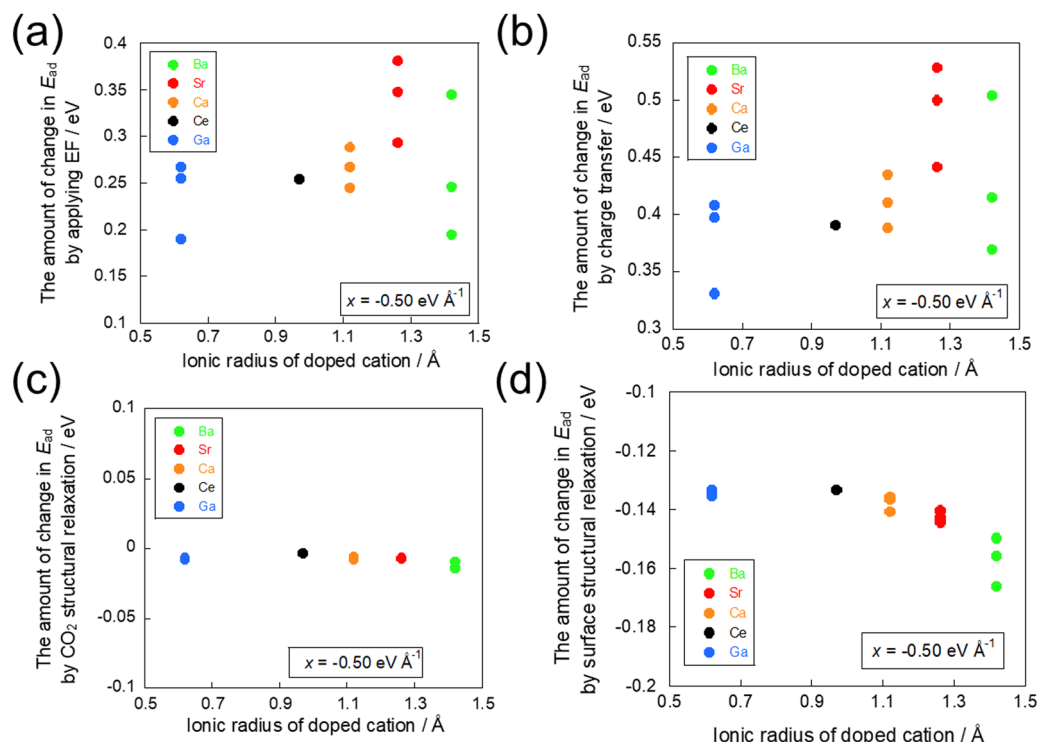 (a)
The amount of change in Ead
by applying EF / eV
0.4
0.35
0.3
0.25
0.2
0.15
0.1
Ba
Sr
Ca
Ce
Ga
x = -0.50 eV Å-1
0.5 0.7 0.9 1.1 1.3 1.5
Ionic radius of doped cation / Å
(b)
The amount of change in Ead
by charge transfer / eV
0.55
0.5
0.45
0.4
0.35
0.3
Ba
Sr
Ca
Ce
Ga
x = -0.50 eV Å-1
0.5 0.7 0.9 1.1 1.3 1.5
Ionic radius of doped cation / Å
(c)
The amount of change in Ead
by CO2 structural relaxation / eV
0.1
0.05
0
-0.05
-0.1
Ba
Sr
Ca
Ce
Ga
x = -0.50 eV Å-1
0.5 0.7 0.9 1.1 1.3 1.5
Ionic radius of doped cation / Å
(d)
The amount of change in Ead
by surface structural relaxation / eV
-0.1
-0.12
-0.14
-0.16
-0.18
-0.2
Ba
Sr
Ca
Ce
Ga
x = -0.50 eV Å-1
0.5 0.7 0.9 1.1 1.3 1.5
Ionic radius of doped cation / Å